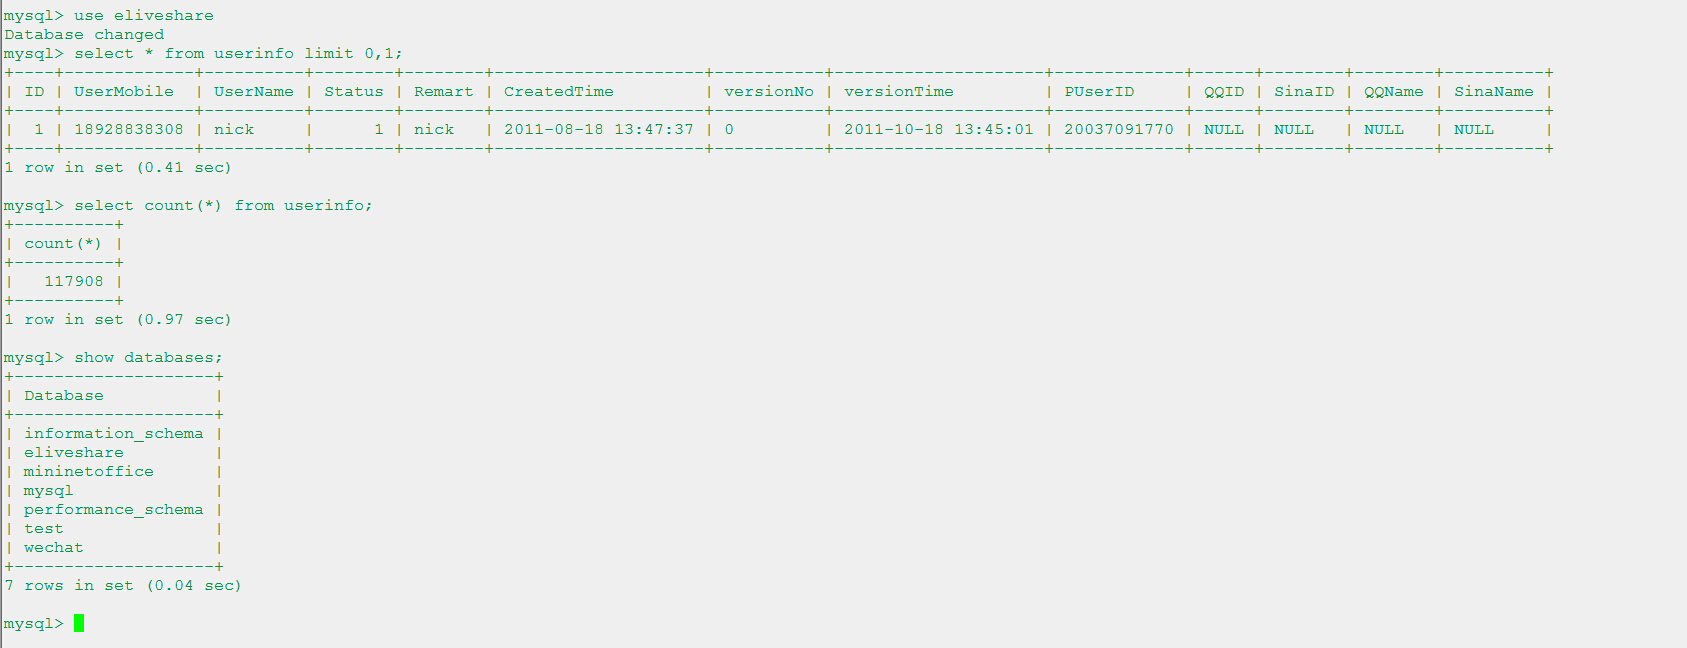 mysql> use eliveshare
Database changed
mysql> select * from userinfo limit 0,1;
+----+-------------+----------+--------+--------+---------------------+-----------+---------------------+-------------+------+--------+--------+----------+
| ID | UserMobile  | UserName | Status | Remart | CreatedTime         | versionNo | versionTime         | PUserID     | QQID | SinaID | QQName | SinaName |
+----+-------------+----------+--------+--------+---------------------+-----------+---------------------+-------------+------+--------+--------+----------+
|  1 | 18928838308 | nick     |      1 | nick   | 2011-08-18 13:47:37 | 0         | 2011-10-18 13:45:01 | 20037091770 | NULL | NULL   | NULL   | NULL     |
+----+-------------+----------+--------+--------+---------------------+-----------+---------------------+-------------+------+--------+--------+----------+
1 row in set (0.41 sec)

mysql> select count(*) from userinfo;
+----------+
| count(*) |
+----------+
|   117908 |
+----------+
1 row in set (0.97 sec)

mysql> show databases;
+--------------------+
| Database           |
+--------------------+
| information_schema |
| eliveshare         |
| mininetoffice      |
| mysql              |
| performance_schema |
| test               |
| wechat             |
+--------------------+
7 rows in set (0.04 sec)

mysql>